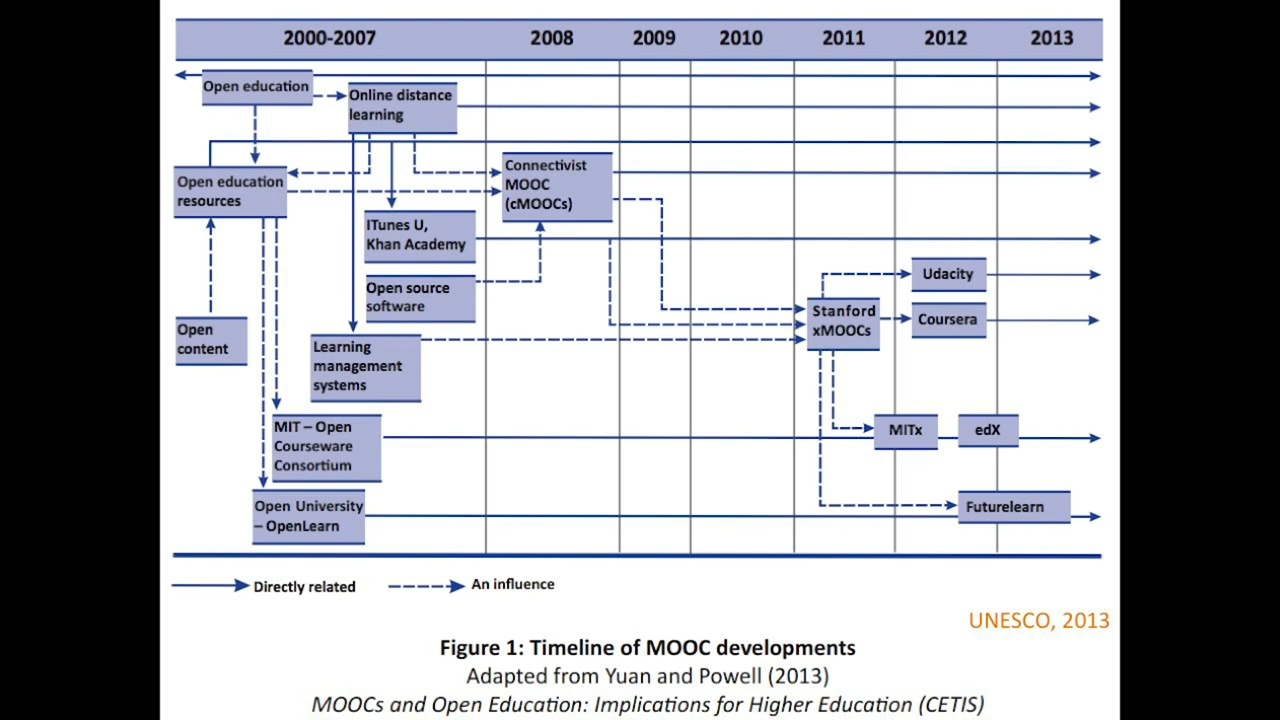 2000-2007 2008 2009 2010 2011 2012 2013
Open education
Online distance
learning
Open education
resources
Connectivist
MOOC
(cMOOCs)
ITunes U,
Khan Academy
Open source
software
Open
content
Learning
management
systems
Udacity
Stanford
xMOOCs
Coursera
MIT – Open
Courseware
Consortium
MITx
edX
Open University
– OpenLearn
Futurelearn
Directly related
An influence
UNESCO, 2013
Figure 1: Timeline of MOOC developments
Adapted from Yuan and Powell (2013)
MOOCs and Open Education: Implications for Higher Education (CETIS)